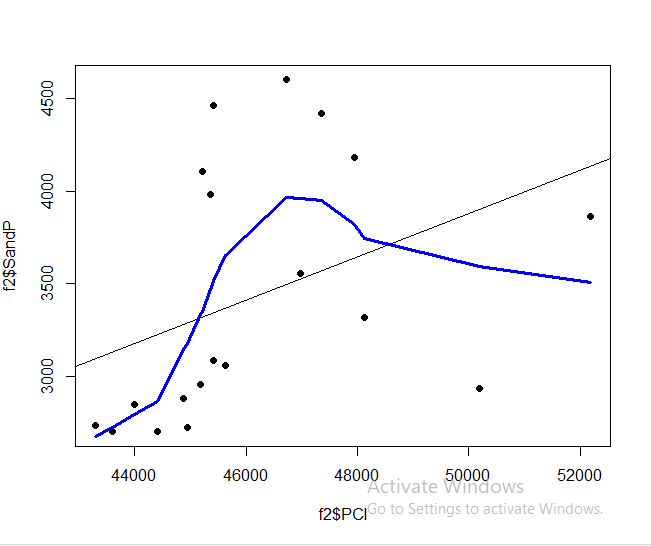 4500
4000
3500
3000
f2$SandP
44000 46000 48000 50000 52000
f2$PCI
Activate Windows
Go to Settings to activate Windows.